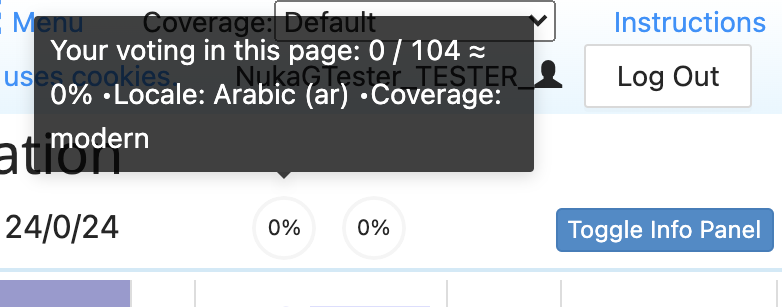 Menu
Coverage: Default
Instructions
Your voting in this page: 0 / 104 ≈
0% •Locale: Arabic (ar) •Coverage:
modern
uses cookies.
NukaGTester_TESTER_
Log Out
ation
24/0/24
0%
0%
Toggle Info Panel